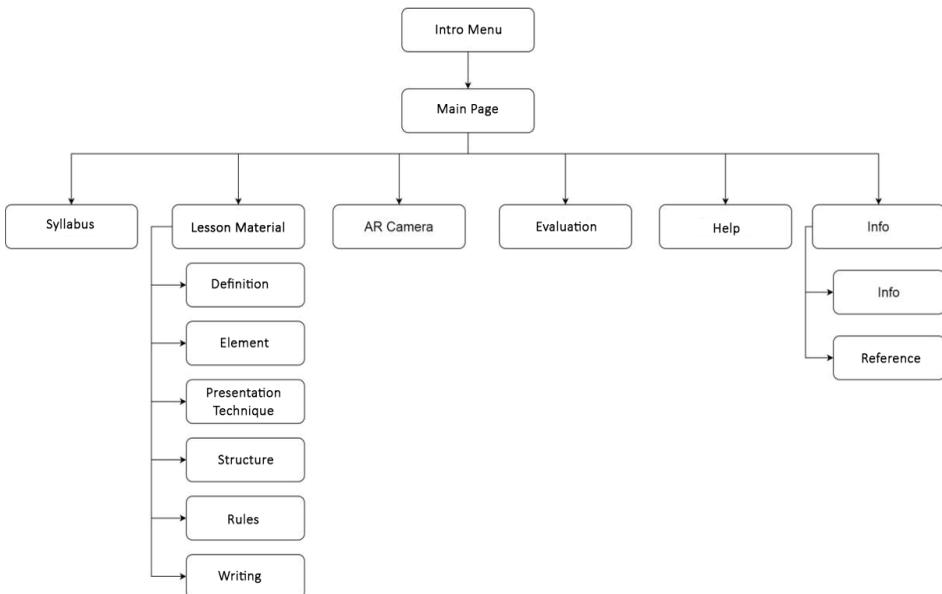 Intro Menu
Main Page
Syllabus
Lesson Material
AR Camera
Evaluation
Help
Info
Definition
Element
Presentation
Technique
Structure
Rules
Writing
Info
Reference